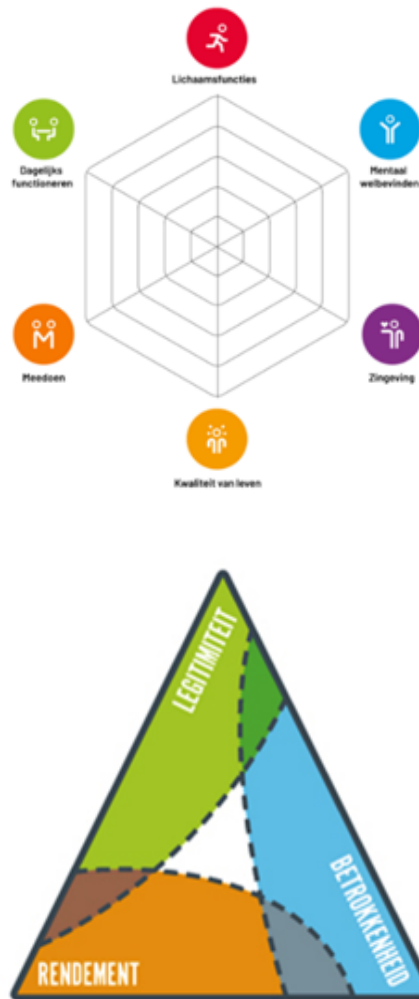 Lichaamsfuncties
Dagelijks
functioneren
Mentaal
welbevinden
Meedoen
Zingeving
Kwaliteit van leven
LEGITIMITEIT
BETROKKENHEID
RENDEMENT